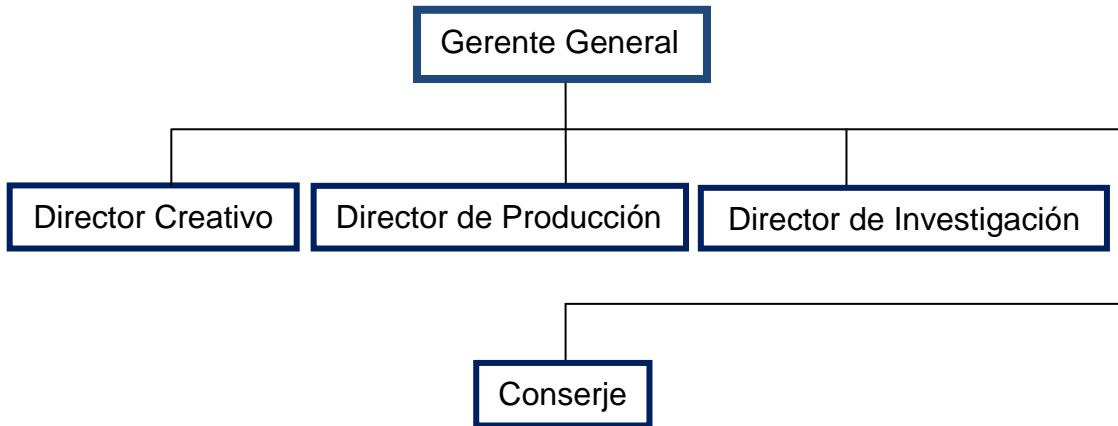 Gerente General
Director Creativo
Director de Producción
Director de Investigación
Conserje